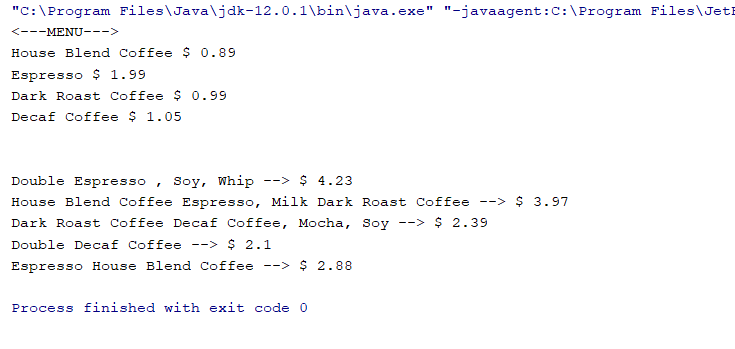 "C:\Program Files\Java\jdk-12.0.1\bin\java.exe" "-javaagent:C:\Program Files\JetB
<---MENU--->
House Blend Coffee $ 0.89
Espresso $ 1.99
Dark Roast Coffee $ 0.99
Decaf Coffee $ 1.05
Double Espresso , Soy, Whip --> $ 4.23
House Blend Coffee Espresso, Milk Dark Roast Coffee --> $ 3.97
Dark Roast Coffee Decaf Coffee, Mocha, Soy --> $ 2.39
Double Decaf Coffee --> $ 2.1
Espresso House Blend Coffee --> $ 2.88
Process finished with exit code 0